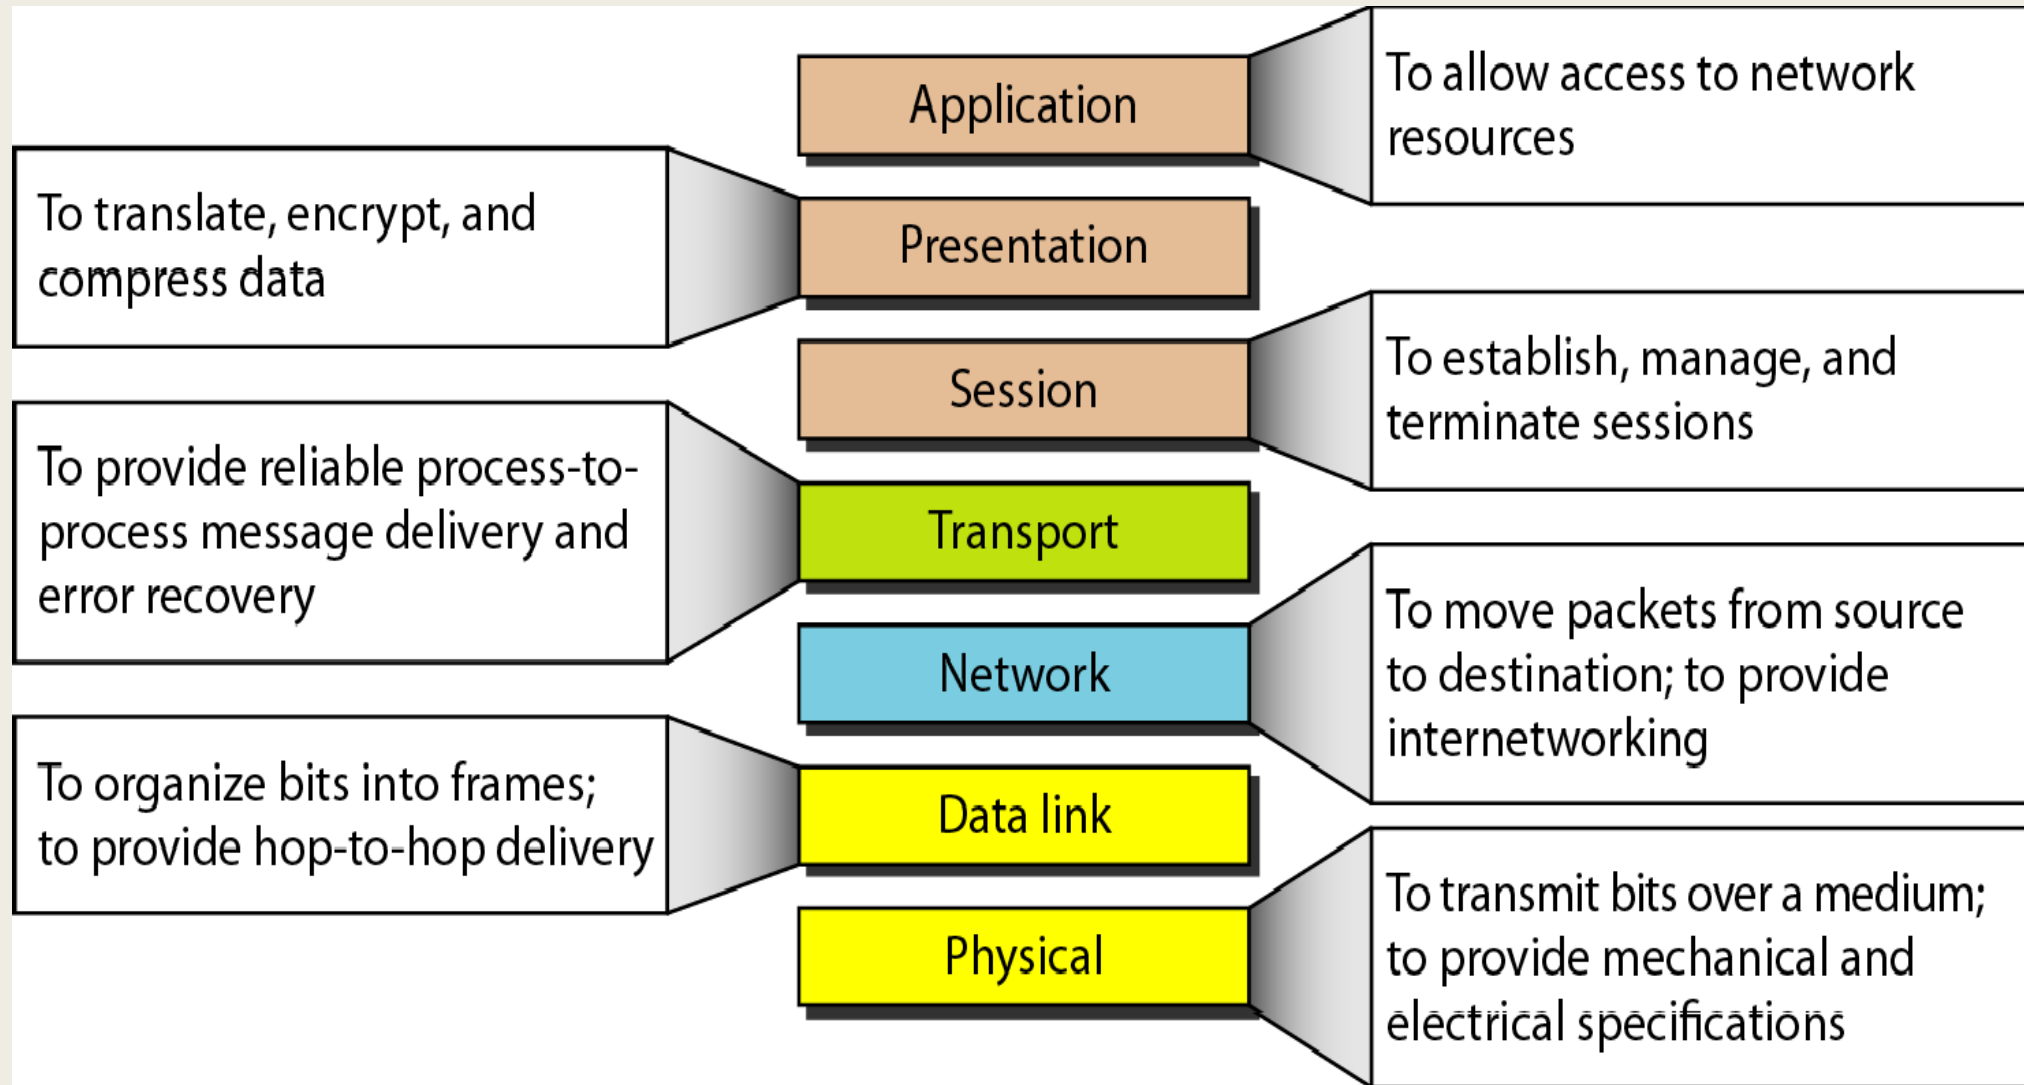 Application
To allow access to network
resources
To translate, encrypt, and
compress data
Presentation
Session
To establish, manage, and
terminate sessions
To provide reliable process-to-
process message delivery and
error recovery
Transport
Network
To move packets from source
to destination; to provide
internetworking
To organize bits into frames;
to provide hop-to-hop delivery
Data link
Physical
To transmit bits over a medium;
to provide mechanical and
electrical specifications